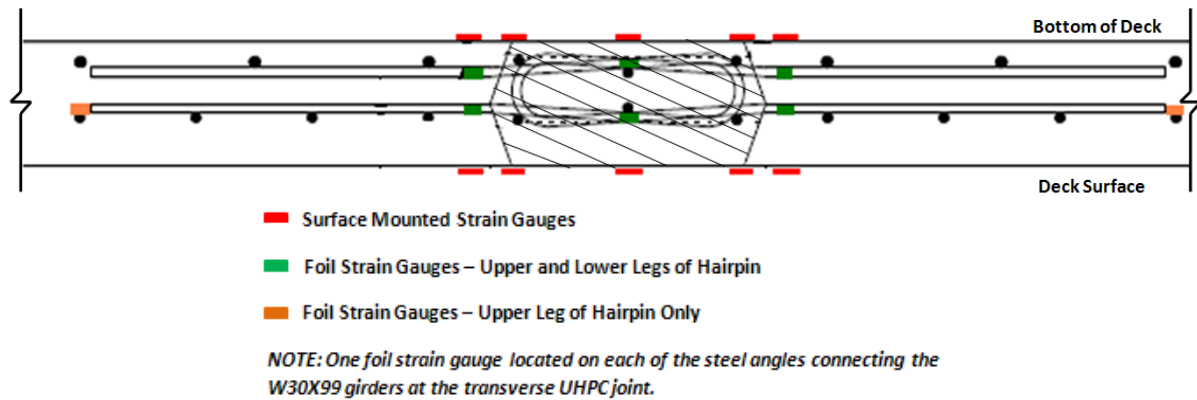 Bottom of Deck
Deck Surface
Surface Mounted Strain Gauges
Foil Strain Gauges – Upper and Lower Legs of Hairpin
Foil Strain Gauges – Upper Leg of Hairpin Only
NOTE: One foil strain gauge located on each of the steel angles connecting the
W30X99 girders at the transverse UHPC joint.